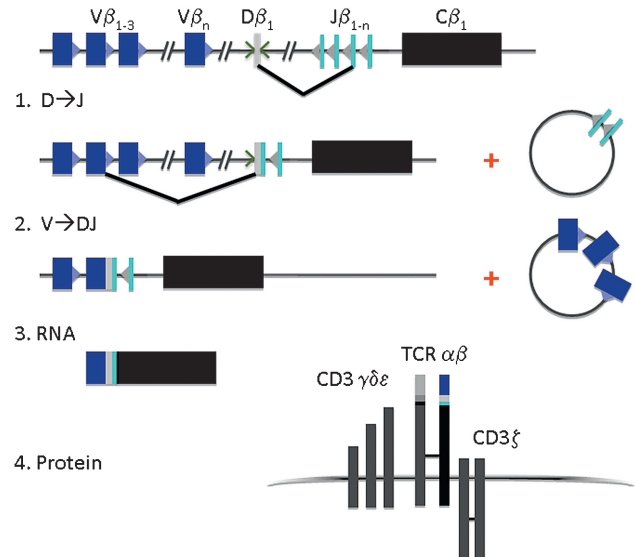 Vβ1-3 Vβn Dβ1 Jβ1-n Cβ1
1. D→J
+
2. V→DJ
+
3. RNA
TCR αβ
CD3 γδε
CD3ζ
4. Protein